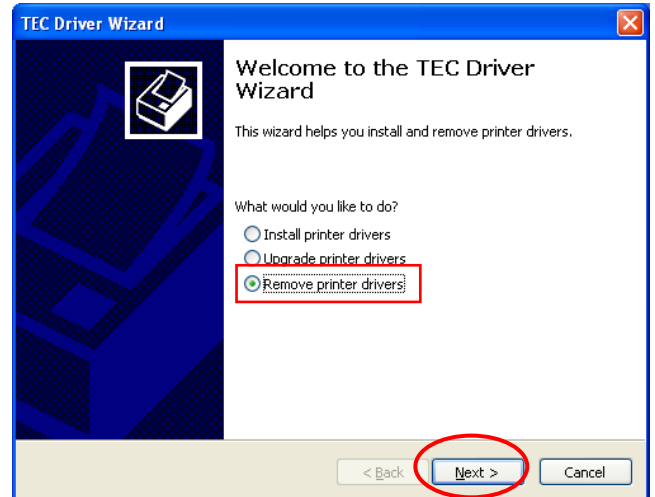 TEC Driver Wizard
Welcome to the TEC Driver
Wizard
This wizard helps you install and remove printer drivers.
What would you like to do?
Install printer drivers
Upgrade printer drivers
Remove printer drivers
< Back
Next >
Cancel